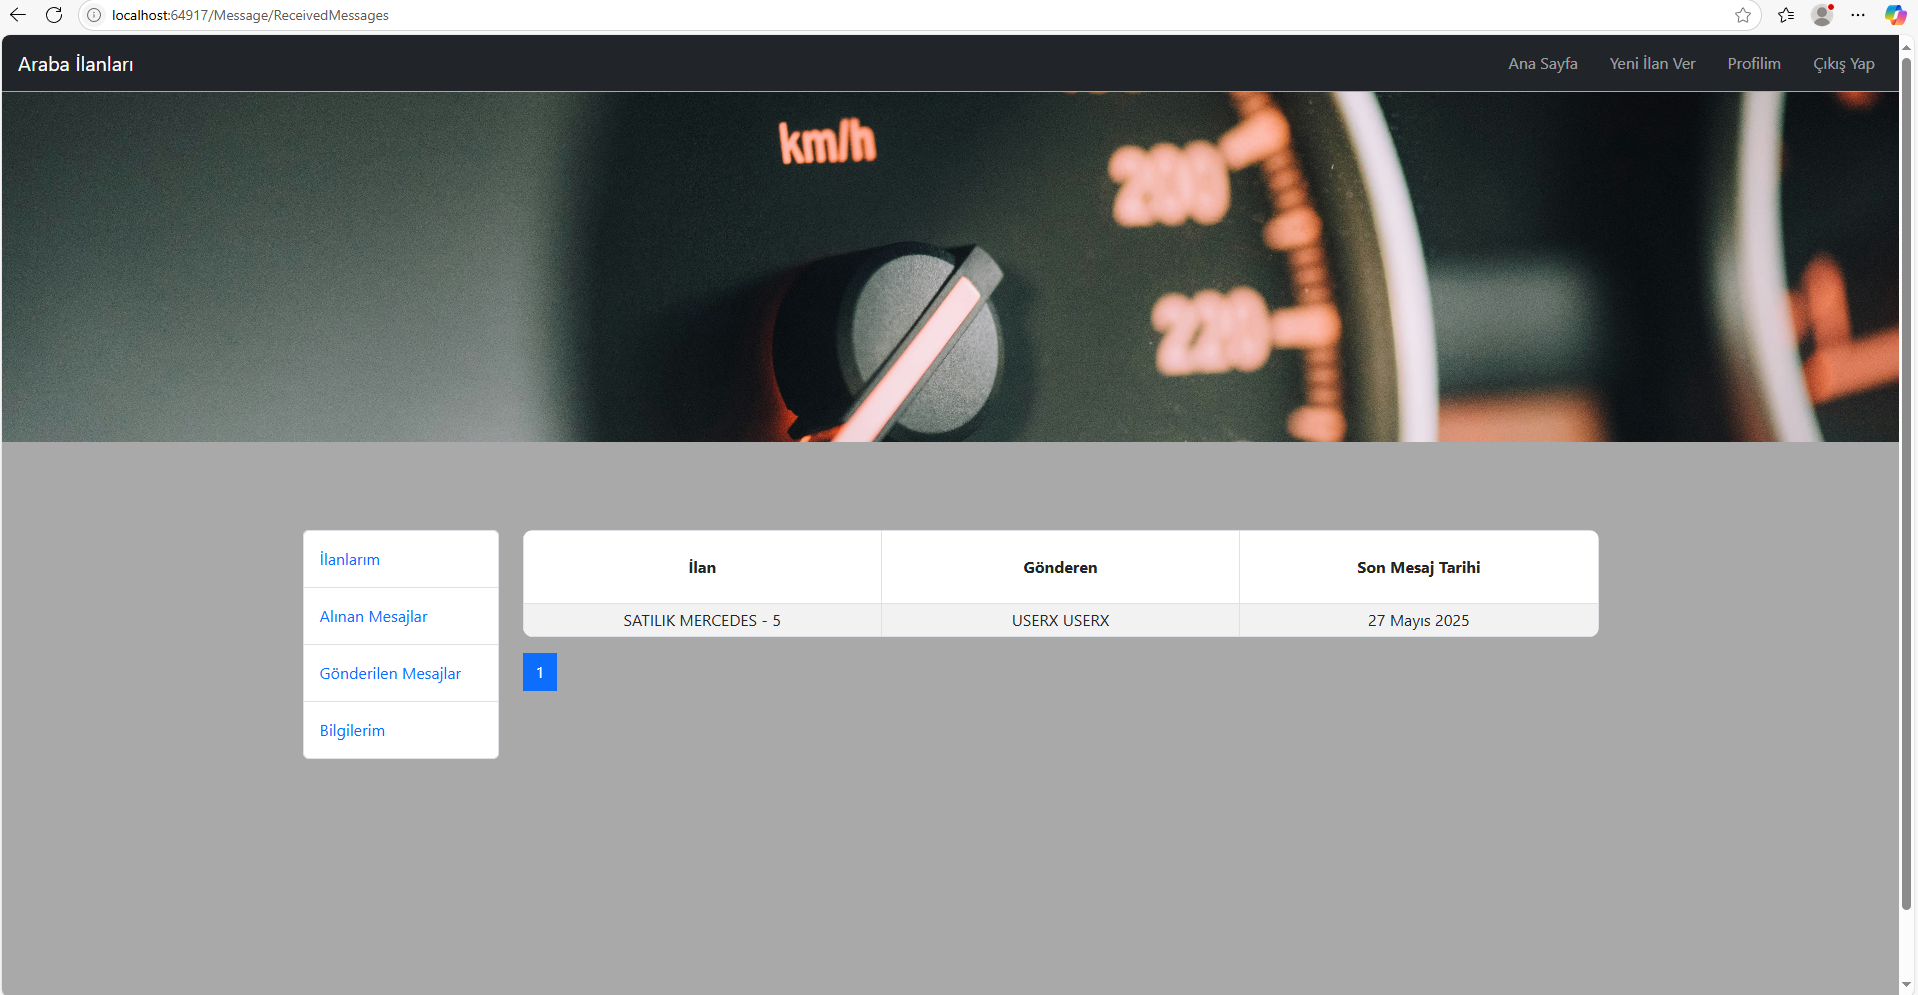 localhost:64917/Message/ReceivedMessages
Araba İlanları
Ana Sayfa Yeni İlan Ver Profilim Çıkış Yap
km/h
200
220
İlanlarım
Alınan Mesajlar
Gönderilen Mesajlar
Bilgilerim
İlan Gönderen Son Mesaj Tarihi
SATILIK MERCEDES - 5 USERX USERX 27 Mayıs 2025
1